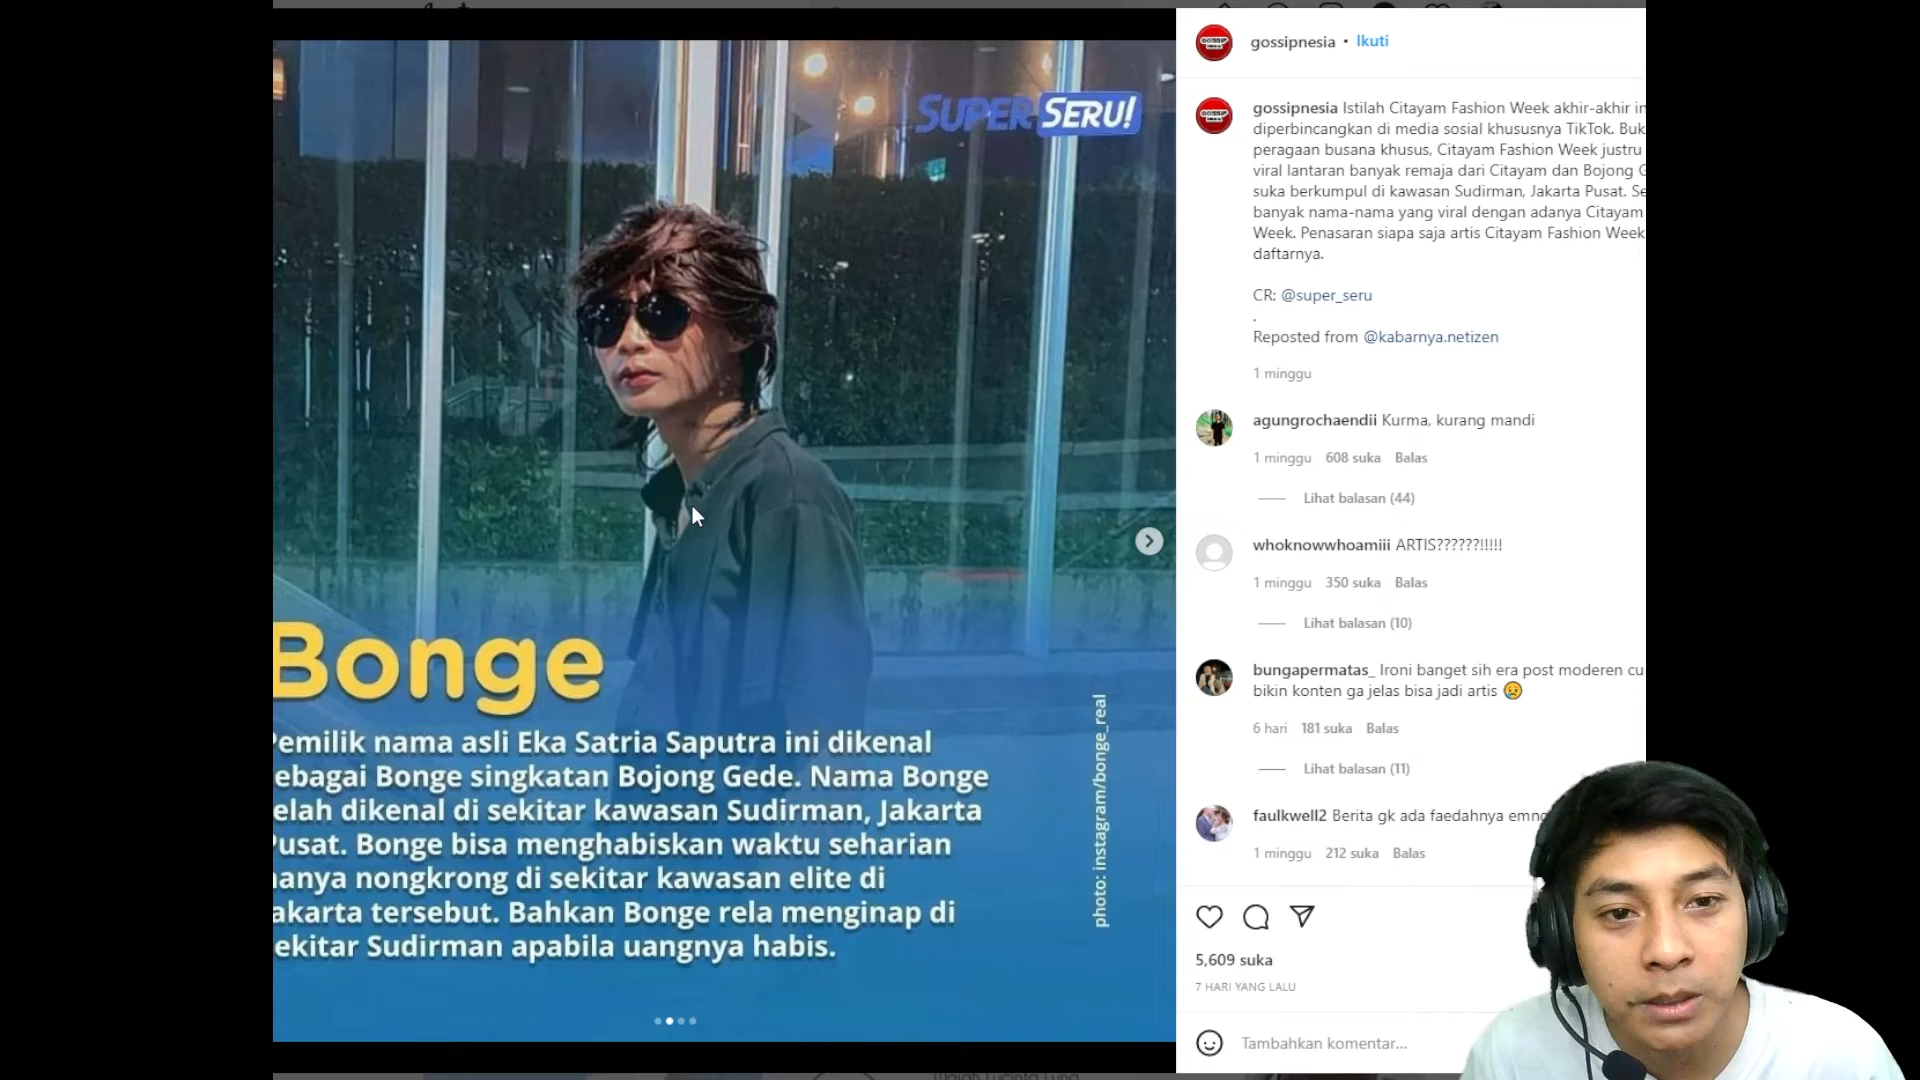 SUPER SERU!
Bonge
Pemilik nama asli Eka Satria Saputra ini dikenal
sebagai Bonge singkatan Bojong Gede. Nama Bonge
telah dikenal di sekitar kawasan Sudirman, Jakarta
Pusat. Bonge bisa menghabiskan waktu seharian
hanya nongkrong di sekitar kawasan elite di
Jakarta tersebut. Bahkan Bonge rela menginap di
sekitar Sudirman apabila uangnya habis.
photo: instagram/bonge_real
gossipnesia • Ikuti
gossipnesia Istilah Citayam Fashion Week akhir-akhir in
diperbincangkan di media sosial khususnya TikTok. Buk
peragaan busana khusus, Citayam Fashion Week justru
viral lantaran banyak remaja dari Citayam dan Bojong G
suka berkumpul di kawasan Sudirman, Jakarta Pusat. Se
banyak nama-nama yang viral dengan adanya Citayam
Week. Penasaran siapa saja artis Citayam Fashion Week
daftarnya.
CR: @super_seru
.
Reposted from @kabarnya.netizen
1 minggu
agungrochaendii Kurma, kurang mandi
1 minggu 608 suka Balas
Lihat balasan (44)
whoknowwhoamiii ARTIS??????!!!!!
1 minggu 350 suka Balas
Lihat balasan (10)
bungapermatas_ Ironi banget sih era post moderen cu
bikin konten ga jelas bisa jadi artis 😢
6 hari 181 suka Balas
Lihat balasan (11)
faulkwell2 Berita gk ada faedahnya emng
1 minggu 212 suka Balas
5,609 suka
7 HARI YANG LALU
Tambahkan komentar...